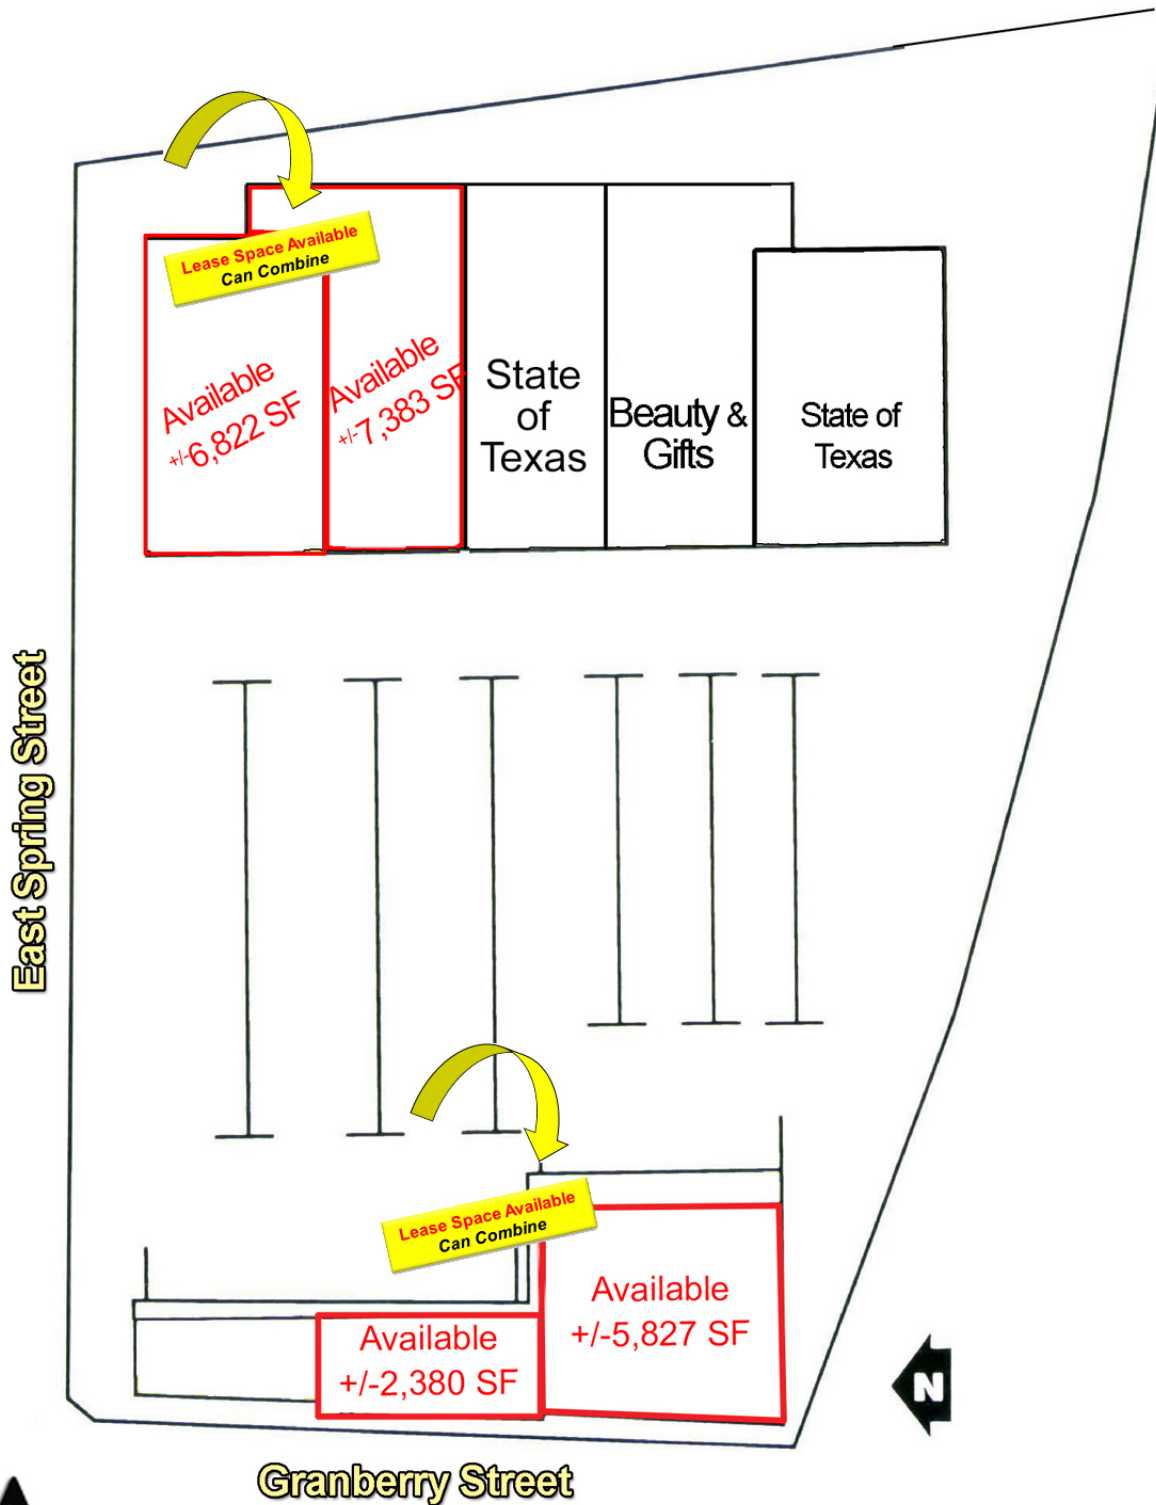 Lease Space Available
Can Combine
Available
+/-6,822 SF
Available
+/-7,383 SF
State
of
Texas
Beauty &
Gifts
State of
Texas
East Spring Street
Lease Space Available
Can Combine
Available
+/-2,380 SF
Available
+/-5,827 SF
N
Granberry Street